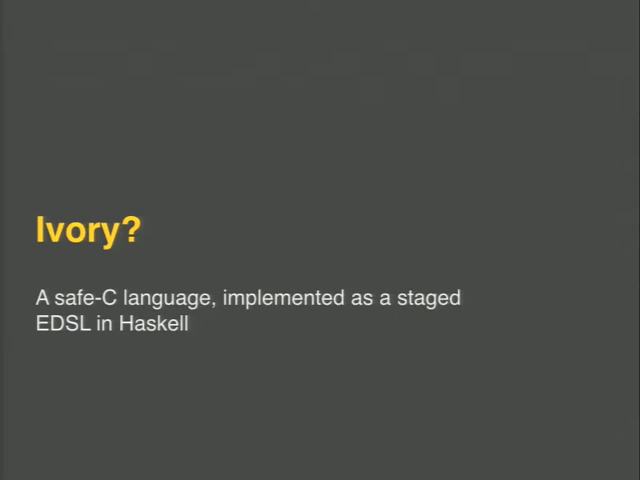 Ivory?
A safe-C language, implemented as a staged
EDSL in Haskell